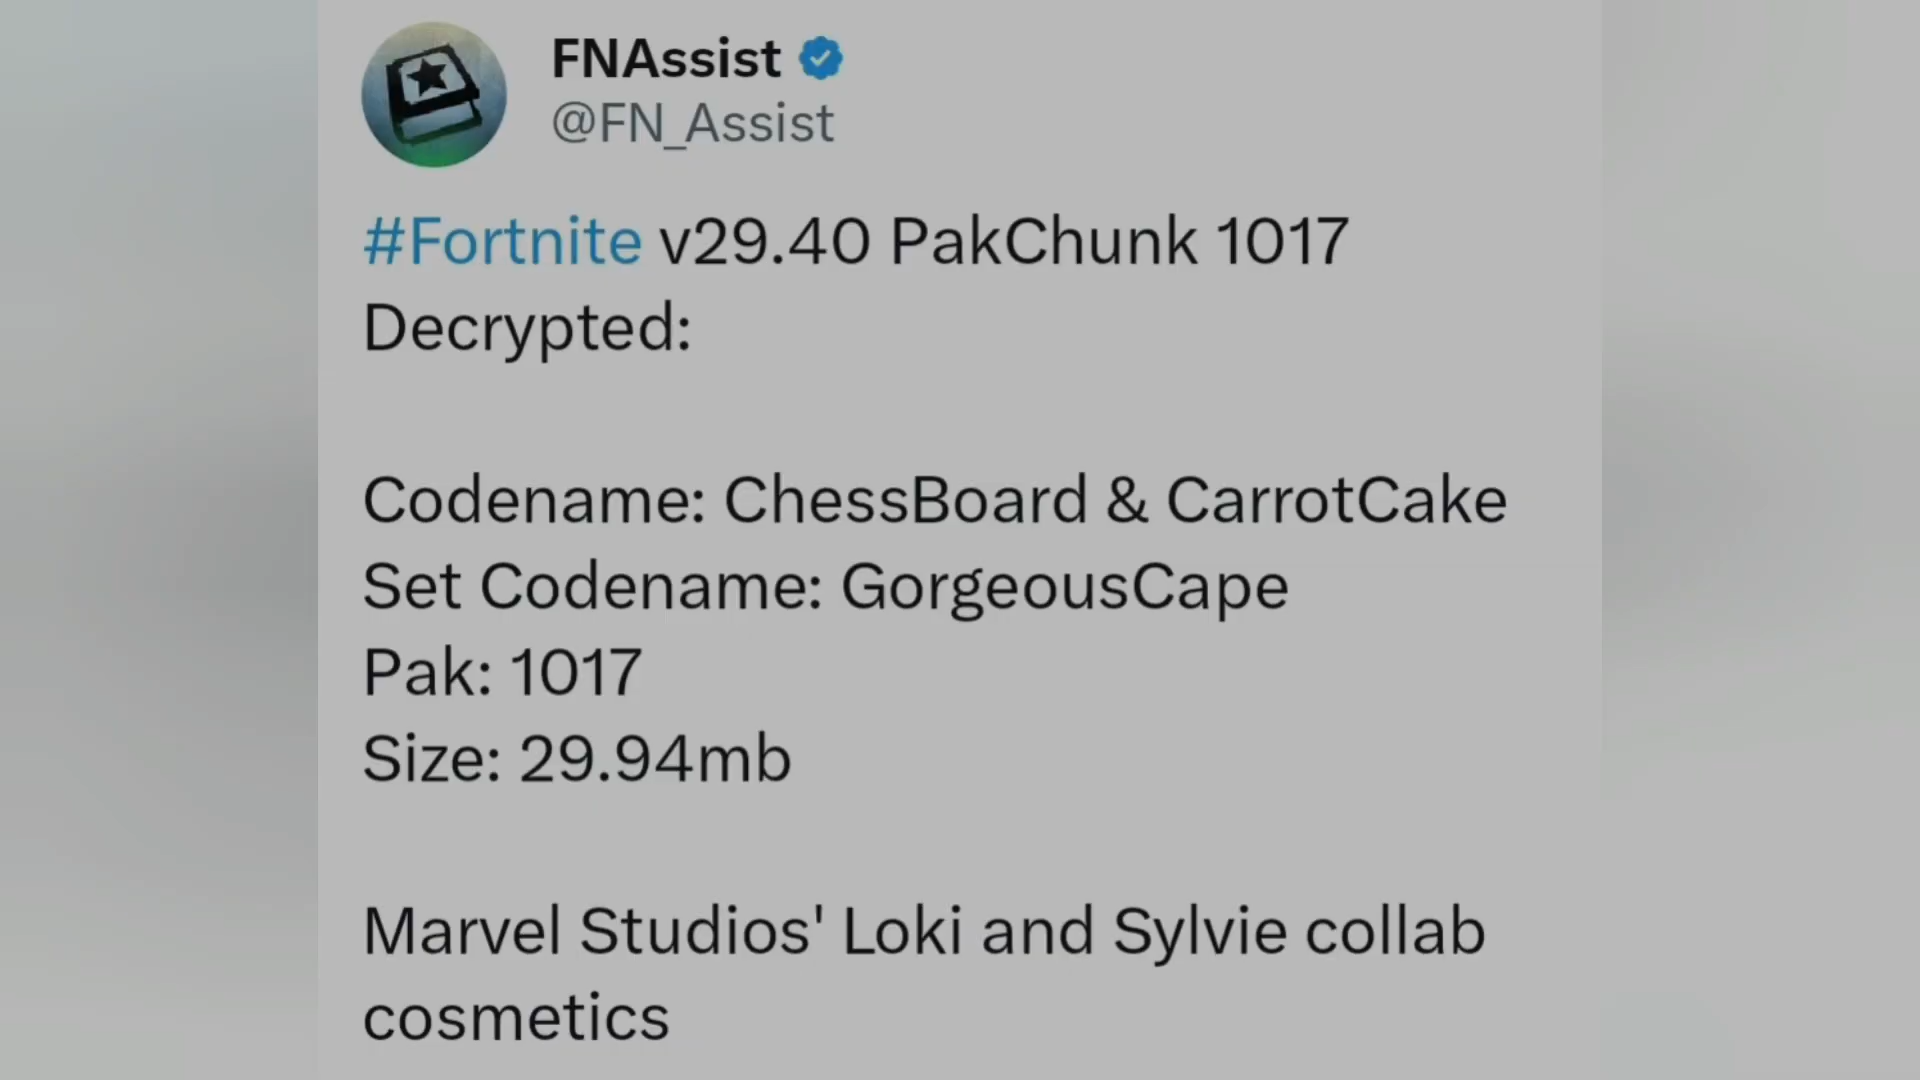 FNAssist
@FN_Assist
#Fortnite v29.40 PakChunk 1017
Decrypted:
Codename: ChessBoard & CarrotCake
Set Codename: GorgeousCape
Pak: 1017
Size: 29.94mb
Marvel Studios' Loki and Sylvie collab
cosmetics